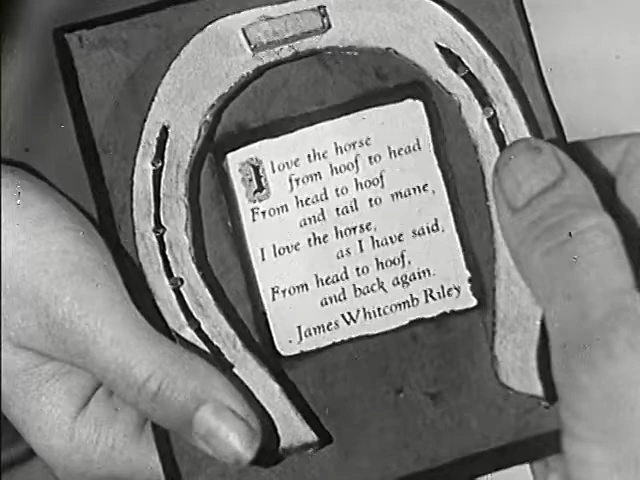 I love the horse
from hoof to head
From head to hoof
and tail to mane,
I love the horse,
as I have said,
From head to hoof,
and back again.
James Whitcomb Riley